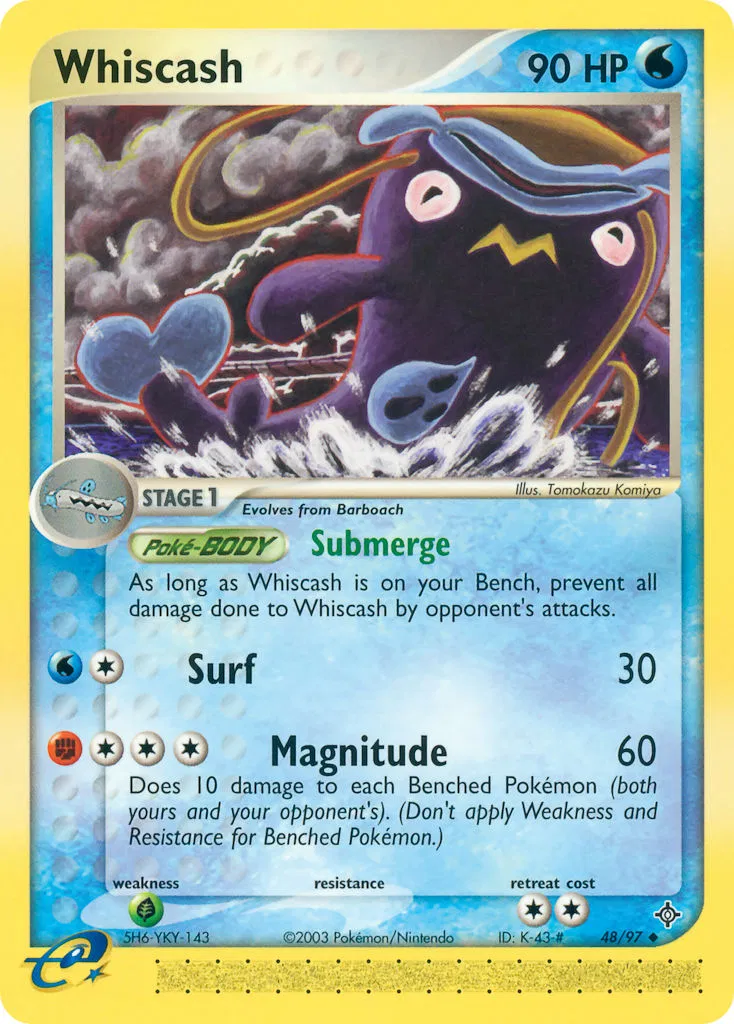 Whiscash
90 HP
Illus. Tomokazu Komiya
STAGE 1
Evolves from Barboach
Poké-BODY Submerge
As long as Whiscash is on your Bench, prevent all
damage done to Whiscash by opponent's attacks.
Surf 30
Magnitude 60
Does 10 damage to each Benched Pokémon (both
yours and your opponent's). (Don't apply Weakness and
Resistance for Benched Pokémon.)
weakness resistance retreat cost
5H6-YKY-143 ©2003 Pokémon/Nintendo ID: K-43-# 48/97
e